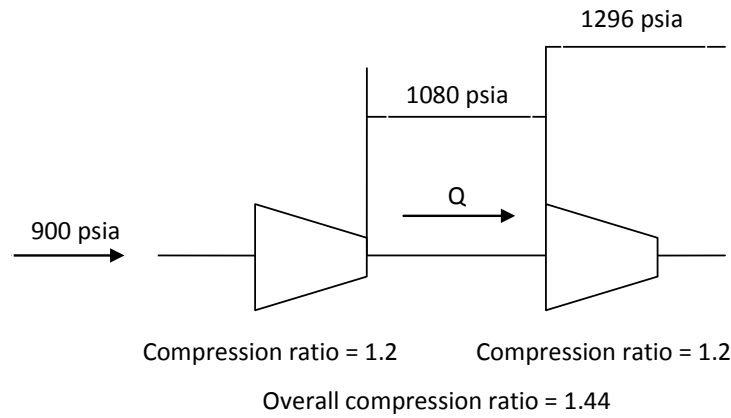 1296 psia
1080 psia
Q
900 psia
Compression ratio = 1.2
Compression ratio = 1.2
Overall compression ratio = 1.44